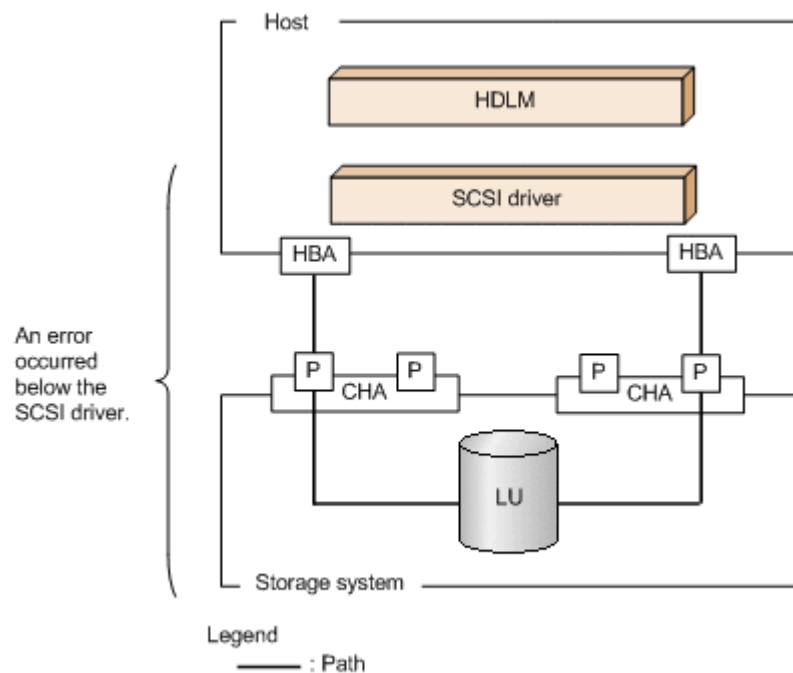 Host
HDLM
SCSI driver
HBA
HBA
An error
occurred
below the
SCSI driver.
P
P
CHA
P
P
CHA
LU
Storage system
Legend
: Path